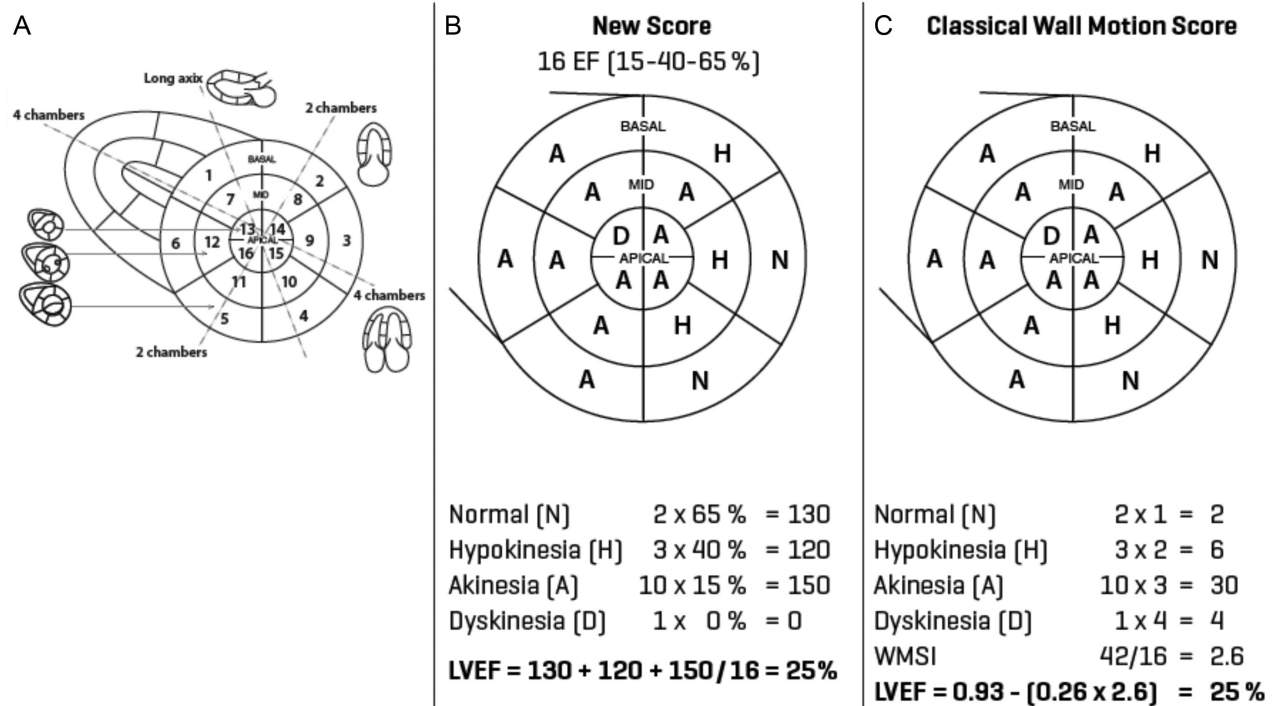 A
Long axix
2 chambers
4 chambers
BASAL
1
2
MID
7
8
13
14
6
12
APICAL
9
3
16
15
11
10
4 chambers
5
4
2 chambers
B
New Score
16 EF (15-40-65 %)
BASAL
A
H
MID
A
A
D
A
A
A
APICAL
H
N
A
A
A
H
A
N
Normal (N) 2 x 65 % = 130
Hypokinesia (H) 3 x 40 % = 120
Akinesia (A) 10 x 15 % = 150
Dyskinesia (D) 1 x 0 % = 0
LVEF = 130 + 120 + 150/16 = 25%
C
Classical Wall Motion Score
BASAL
A
H
MID
A
A
D
A
A
A
APICAL
H
N
A
A
A
H
A
N
Normal (N) 2 x 1 = 2
Hypokinesia (H) 3 x 2 = 6
Akinesia (A) 10 x 3 = 30
Dyskinesia (D) 1 x 4 = 4
WMSI 42/16 = 2.6
LVEF = 0.93 - (0.26 x 2.6) = 25 %